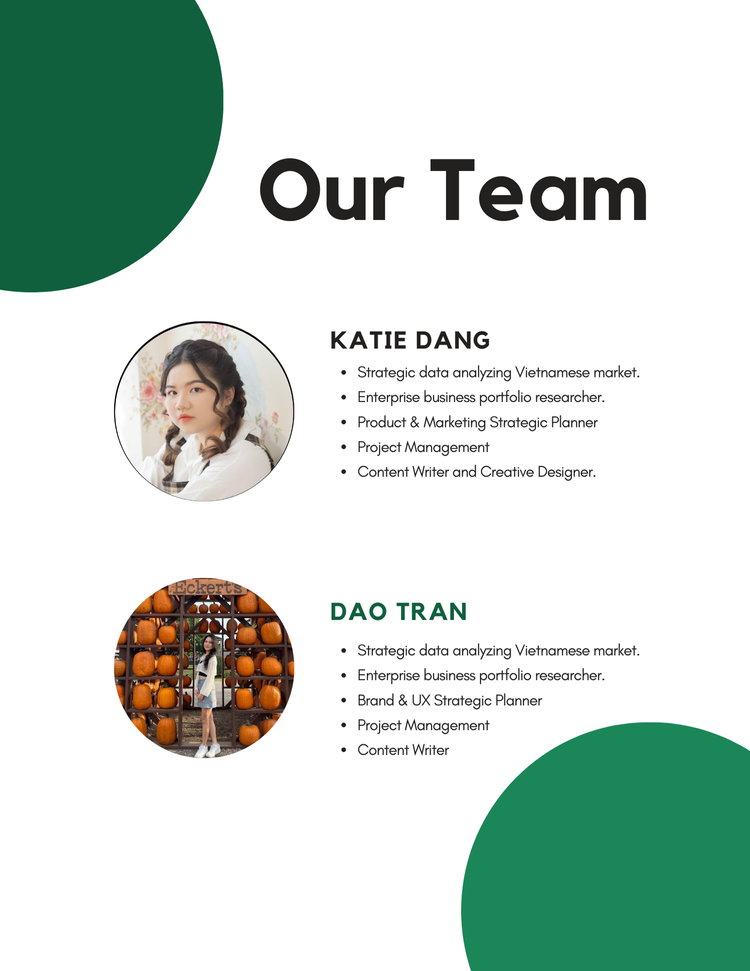 Our Team
KATIE DANG
• Strategic data analyzing Vietnamese market.
• Enterprise business portfolio researcher.
• Product & Marketing Strategic Planner
• Project Management
• Content Writer and Creative Designer.
Eckert's
DAO TRAN
• Strategic data analyzing Vietnamese market.
• Enterprise business portfolio researcher.
• Brand & UX Strategic Planner
• Project Management
• Content Writer